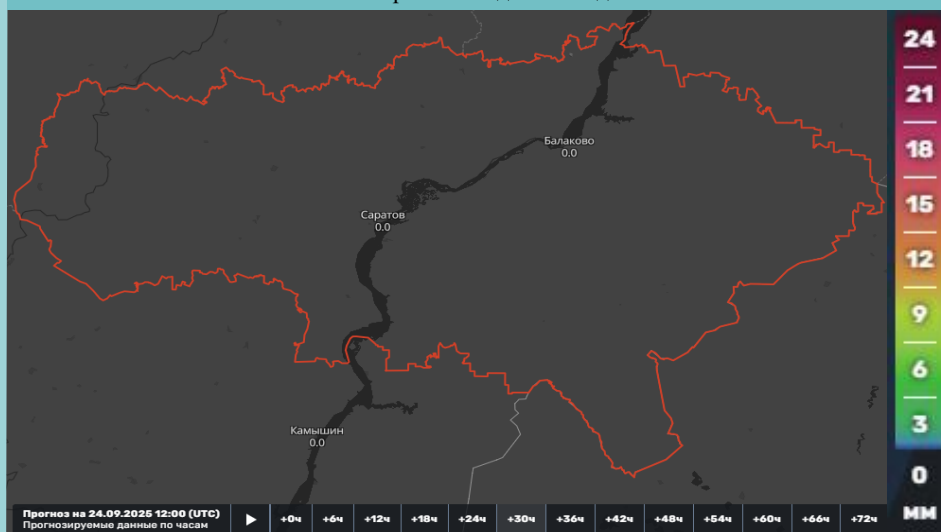 24
21
18
15
12
9
6
3
0
мм
Балаково
0.0
Саратов
0.0
Камышин
0.0
Прогноз на 24.09.2025 12:00 (UTC)
Прогнозируемые данные по часам
+0ч +6ч +12ч +18ч +24ч +30ч +36ч +42ч +48ч +54ч +60ч +66ч +72ч